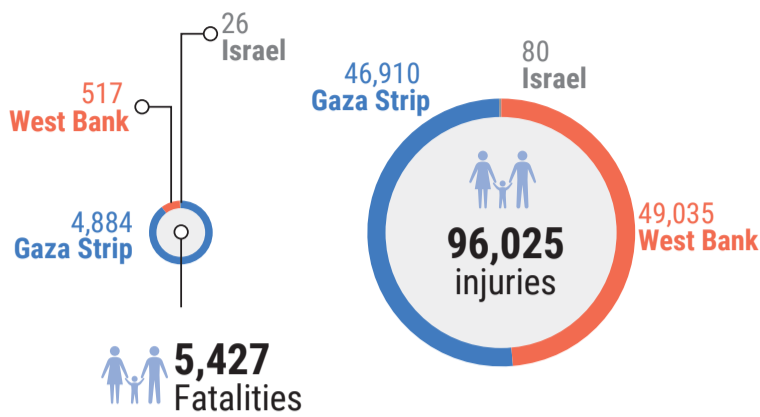 26
Israel
517
West Bank
4,884
Gaza Strip
5,427
Fatalities
46,910
Gaza Strip
80
Israel
49,035
West Bank
96,025
injuries